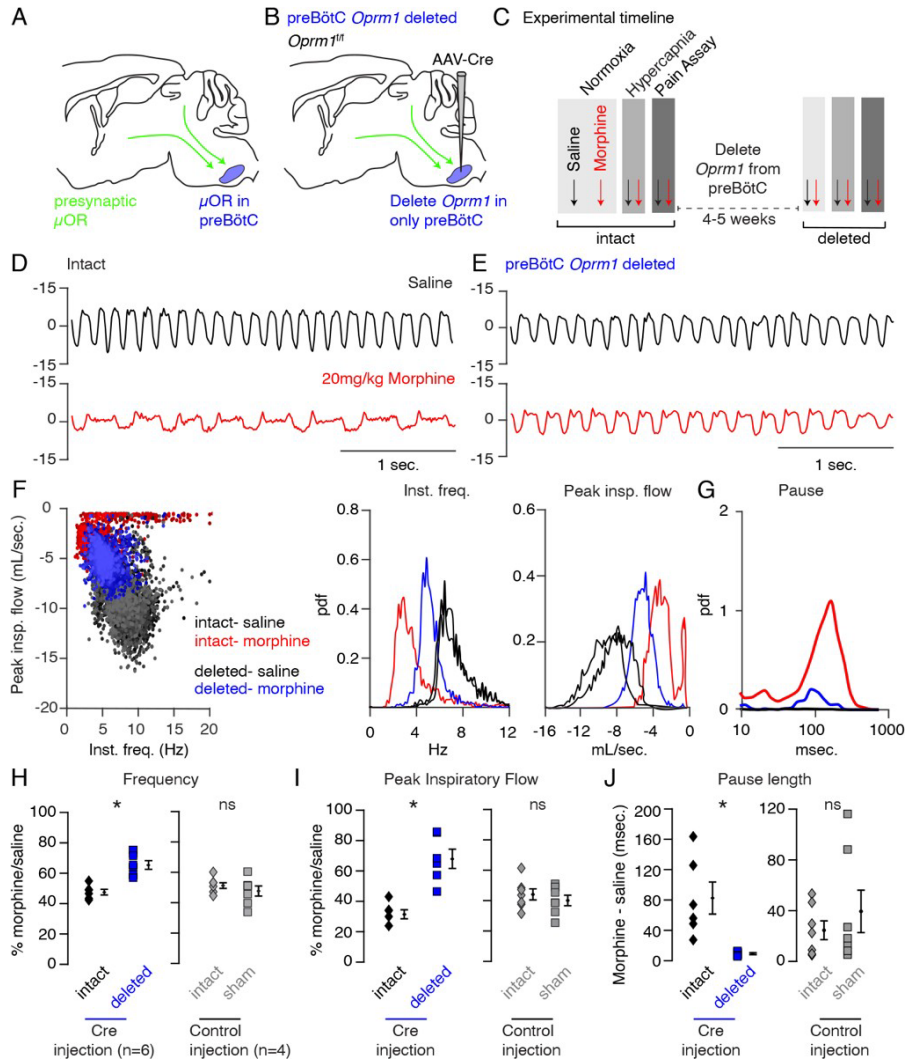 A
B
preBötC Oprm1 deleted
Oprm1f/f
AAV-Cre
presynaptic
µOR
µOR in
preBötC
Delete Oprm1 in
only preBötC
C
Experimental timeline
Normoxia
Hypercapnia
Pain Assay
Saline
Morphine
Delete
Oprm1 from
preBötC
4-5 weeks
intact
deleted
D
Intact
Saline
-15
0
-15
20mg/kg Morphine
-15
0
-15
1 sec.
E
preBötC Oprm1 deleted
-15
0
-15
-15
0
-15
1 sec.
F
Peak insp. flow (mL/sec.)
0
-5
-10
-15
-20
0
5
10
15
20
Inst. freq. (Hz)
intact- saline
intact- morphine
deleted- saline
deleted- morphine
Inst. freq.
pdf
0.8
0.6
0.4
0.2
0
4
8
12
Hz
Peak insp. flow
0.8
0.6
0.4
0.2
-16
-12
-8
-4
0
mL/sec.
G
Pause
pdf
2
1
0
10
100
1000
msec.
H
Frequency
% morphine/saline
100
80
60
40
20
0
*
ns
intact
deleted
intact
sham
Cre
injection (n=6)
Control
injection (n=4)
I
Peak Inspiratory Flow
% morphine/saline
100
80
60
40
20
0
*
ns
intact
deleted
intact
sham
Cre
injection
Control
injection
J
Pause length
Morphine - saline (msec.)
200
160
120
80
40
0
*
120
80
40
0
ns
intact
deleted
intact
sham
Cre
injection
Control
injection